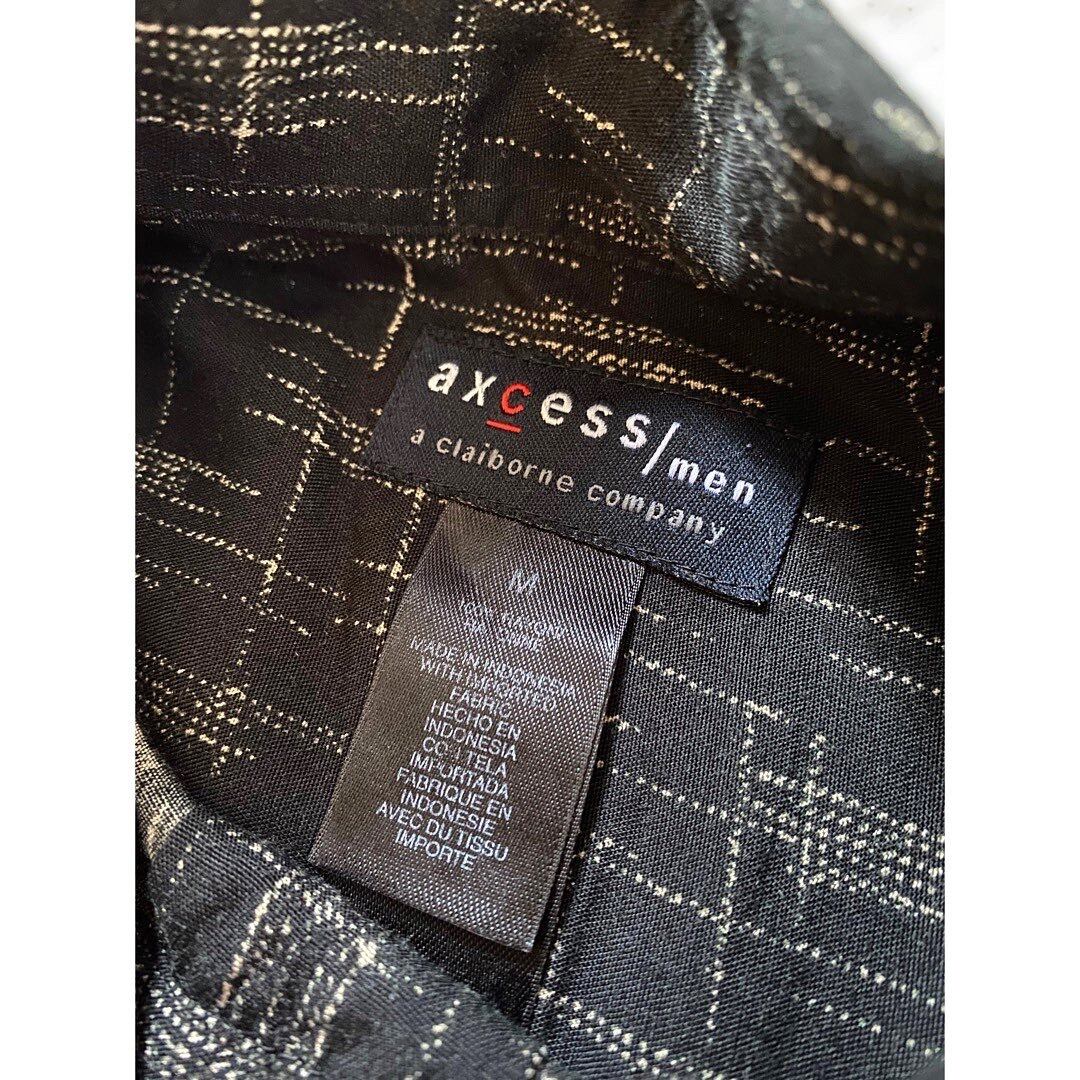 axcess/men
a claiborne company
M
100%
MADE IN INDONESIA
WITH IMPORTED
FABRIC
HECHO EN
INDONESIA
CON TELA
IMPORTADA
FABRIQUE EN
INDONESIE
AVEC DU TISSU
IMPORTE